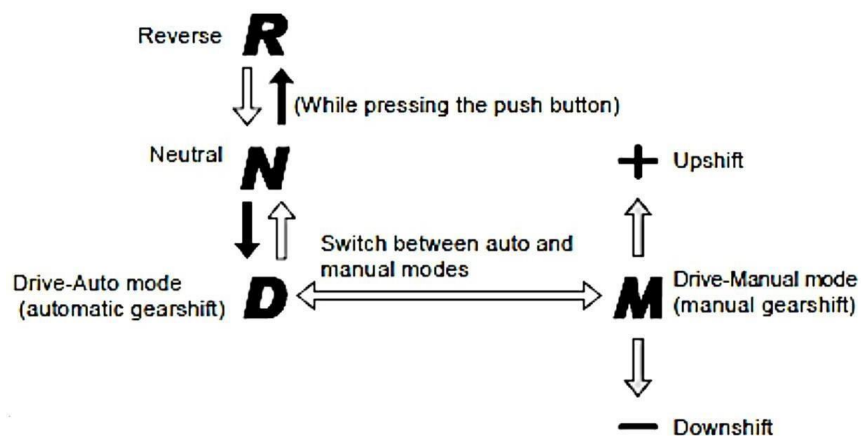 Reverse R
(While pressing the push button)
Neutral N
+ Upshift
Switch between auto and
manual modes
Drive-Auto mode
(automatic gearshift) D
M Drive-Manual mode
(manual gearshift)
− Downshift